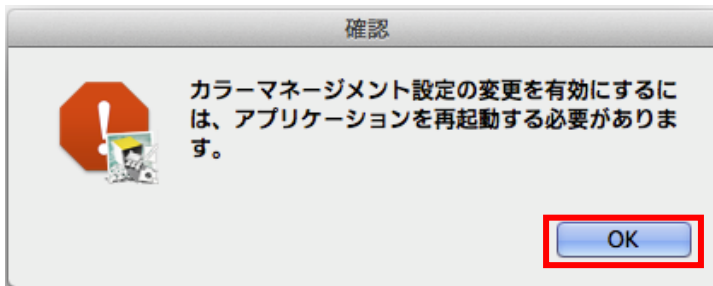 確認
カラーマネージメント設定の変更を有効にするに
は、アプリケーションを再起動する必要がありま
す。
OK